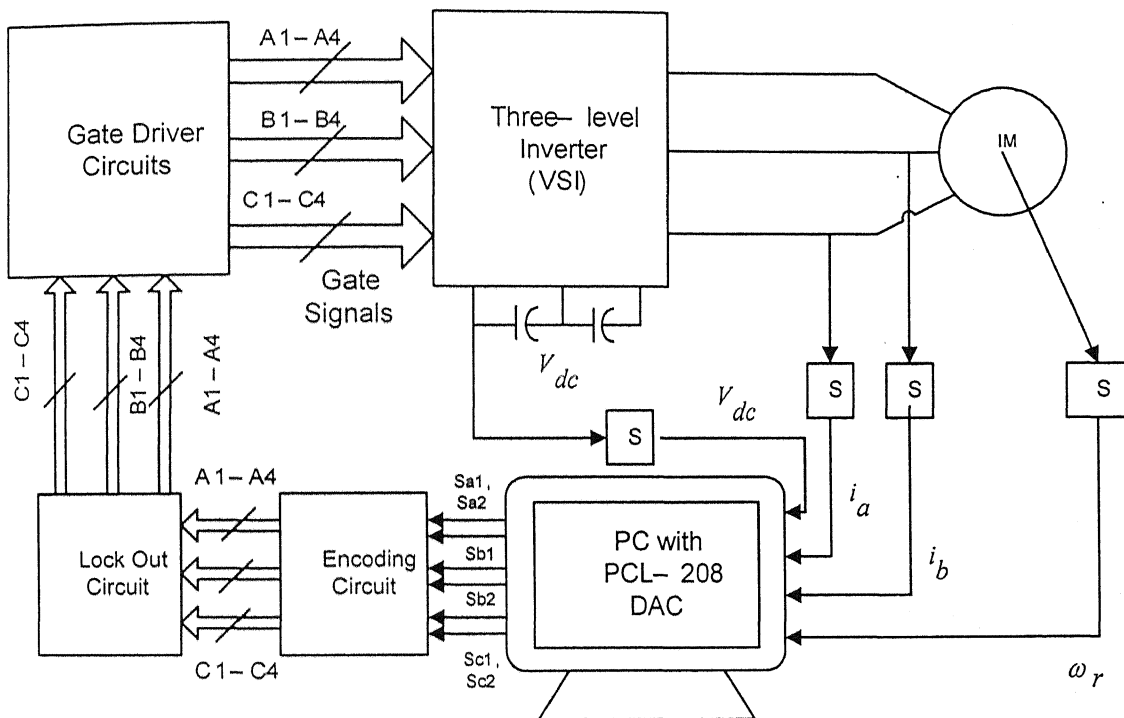 A1-A4
Gate Driver
Circuits
B1-B4
C1-C4
Gate
Signals
Three- level
Inverter
(VSI)
IM
C1-C4
B1-B4
A1-A4
V dc
S
V dc
S
S
S
i a
i b
ω r
Lock Out
Circuit
A1-A4
C1-C4
Encoding
Circuit
Sa1,
Sa2
Sb1
Sb2
Sc1,
Sc2
PC with
PCL- 208
DAC